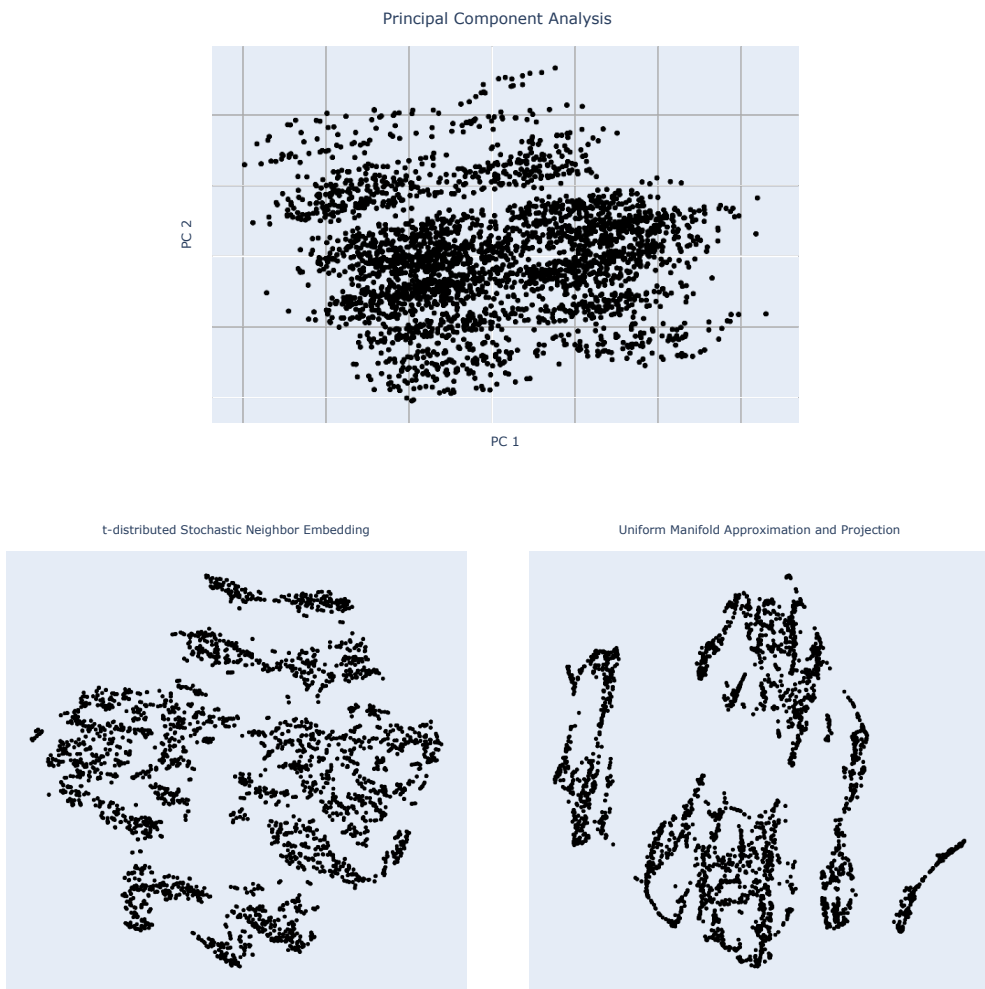 Principal Component Analysis
PC 2
PC 1
t-distributed Stochastic Neighbor Embedding
Uniform Manifold Approximation and Projection